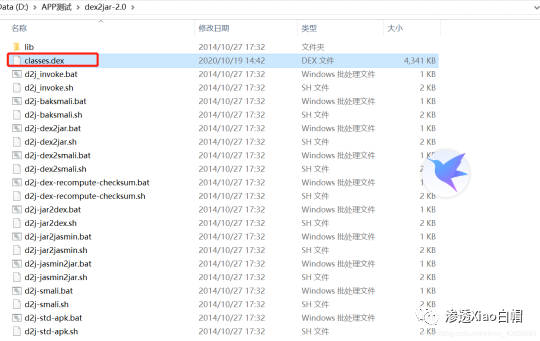 Data (D:) > APP测试 > dex2jar-2.0
名称 修改日期 类型 大小
lib 2014/10/27 17:32 文件夹
classes.dex 2020/10/19 14:42 DEX 文件 4,341 KB
d2j_invoke.bat 2014/10/27 17:32 Windows 批处理文件 1 KB
d2j_invoke.sh 2014/10/27 17:32 SH 文件 2 KB
d2j-baksmali.bat 2014/10/27 17:32 Windows 批处理文件 1 KB
d2j-baksmali.sh 2014/10/27 17:32 SH 文件 2 KB
d2j-dex2jar.bat 2014/10/27 17:32 Windows 批处理文件 1 KB
d2j-dex2jar.sh 2014/10/27 17:32 SH 文件 2 KB
d2j-dex2smali.bat 2014/10/27 17:32 Windows 批处理文件 1 KB
d2j-dex2smali.sh 2014/10/27 17:32 SH 文件 2 KB
d2j-dex-recompute-checksum.bat 2014/10/27 17:32 Windows 批处理文件 1 KB
d2j-dex-recompute-checksum.sh 2014/10/27 17:32 SH 文件 2 KB
d2j-jar2dex.bat 2014/10/27 17:32 Windows 批处理文件 1 KB
d2j-jar2dex.sh 2014/10/27 17:32 SH 文件 2 KB
d2j-jar2jasmin.bat 2014/10/27 17:32 Windows 批处理文件 1 KB
d2j-jar2jasmin.sh 2014/10/27 17:32 SH 文件 2 KB
d2j-jasmin2jar.bat 2014/10/27 17:32 Windows 批处理文件 1 KB
d2j-jasmin2jar.sh 2014/10/27 17:32 SH 文件 2 KB
d2j-smali.bat 2014/10/27 17:32 Windows 批处理文件 1 KB
d2j-smali.sh 2014/10/27 17:32 SH 文件
d2j-std-apk.bat 2014/10/27 17:32 Windows 批处理文件
d2j-std-apk.sh 2014/10/27 17:32 SH 文件 2 KB
渗透Xiao白帽